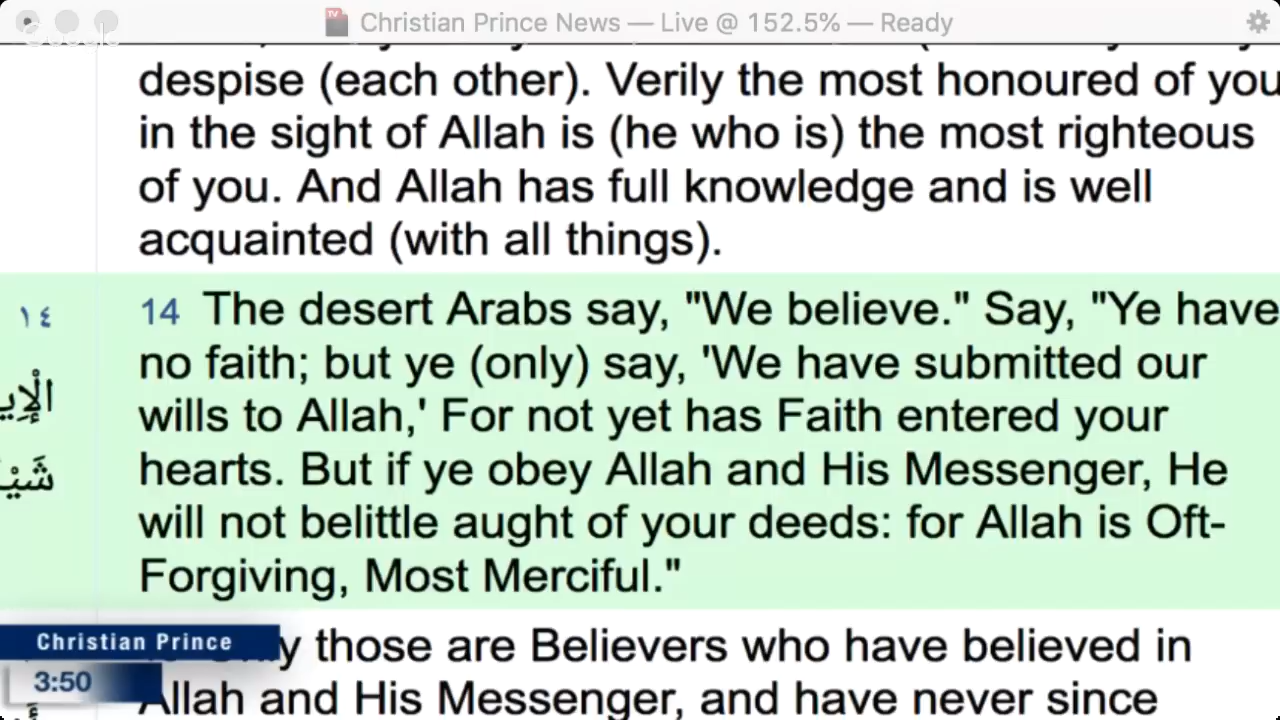 Christian Prince News — Live @ 152.5% — Ready
despise (each other). Verily the most honoured of you
in the sight of Allah is (he who is) the most righteous
of you. And Allah has full knowledge and is well
acquainted (with all things).
١٤
14 The desert Arabs say, "We believe." Say, "Ye have
no faith; but ye (only) say, 'We have submitted our
wills to Allah,' For not yet has Faith entered your
hearts. But if ye obey Allah and His Messenger, He
will not belittle aught of your deeds: for Allah is Oft-
Forgiving, Most Merciful."
Christian Prince
those are Believers who have believed in
3:50
Allah and His Messenger, and have never since